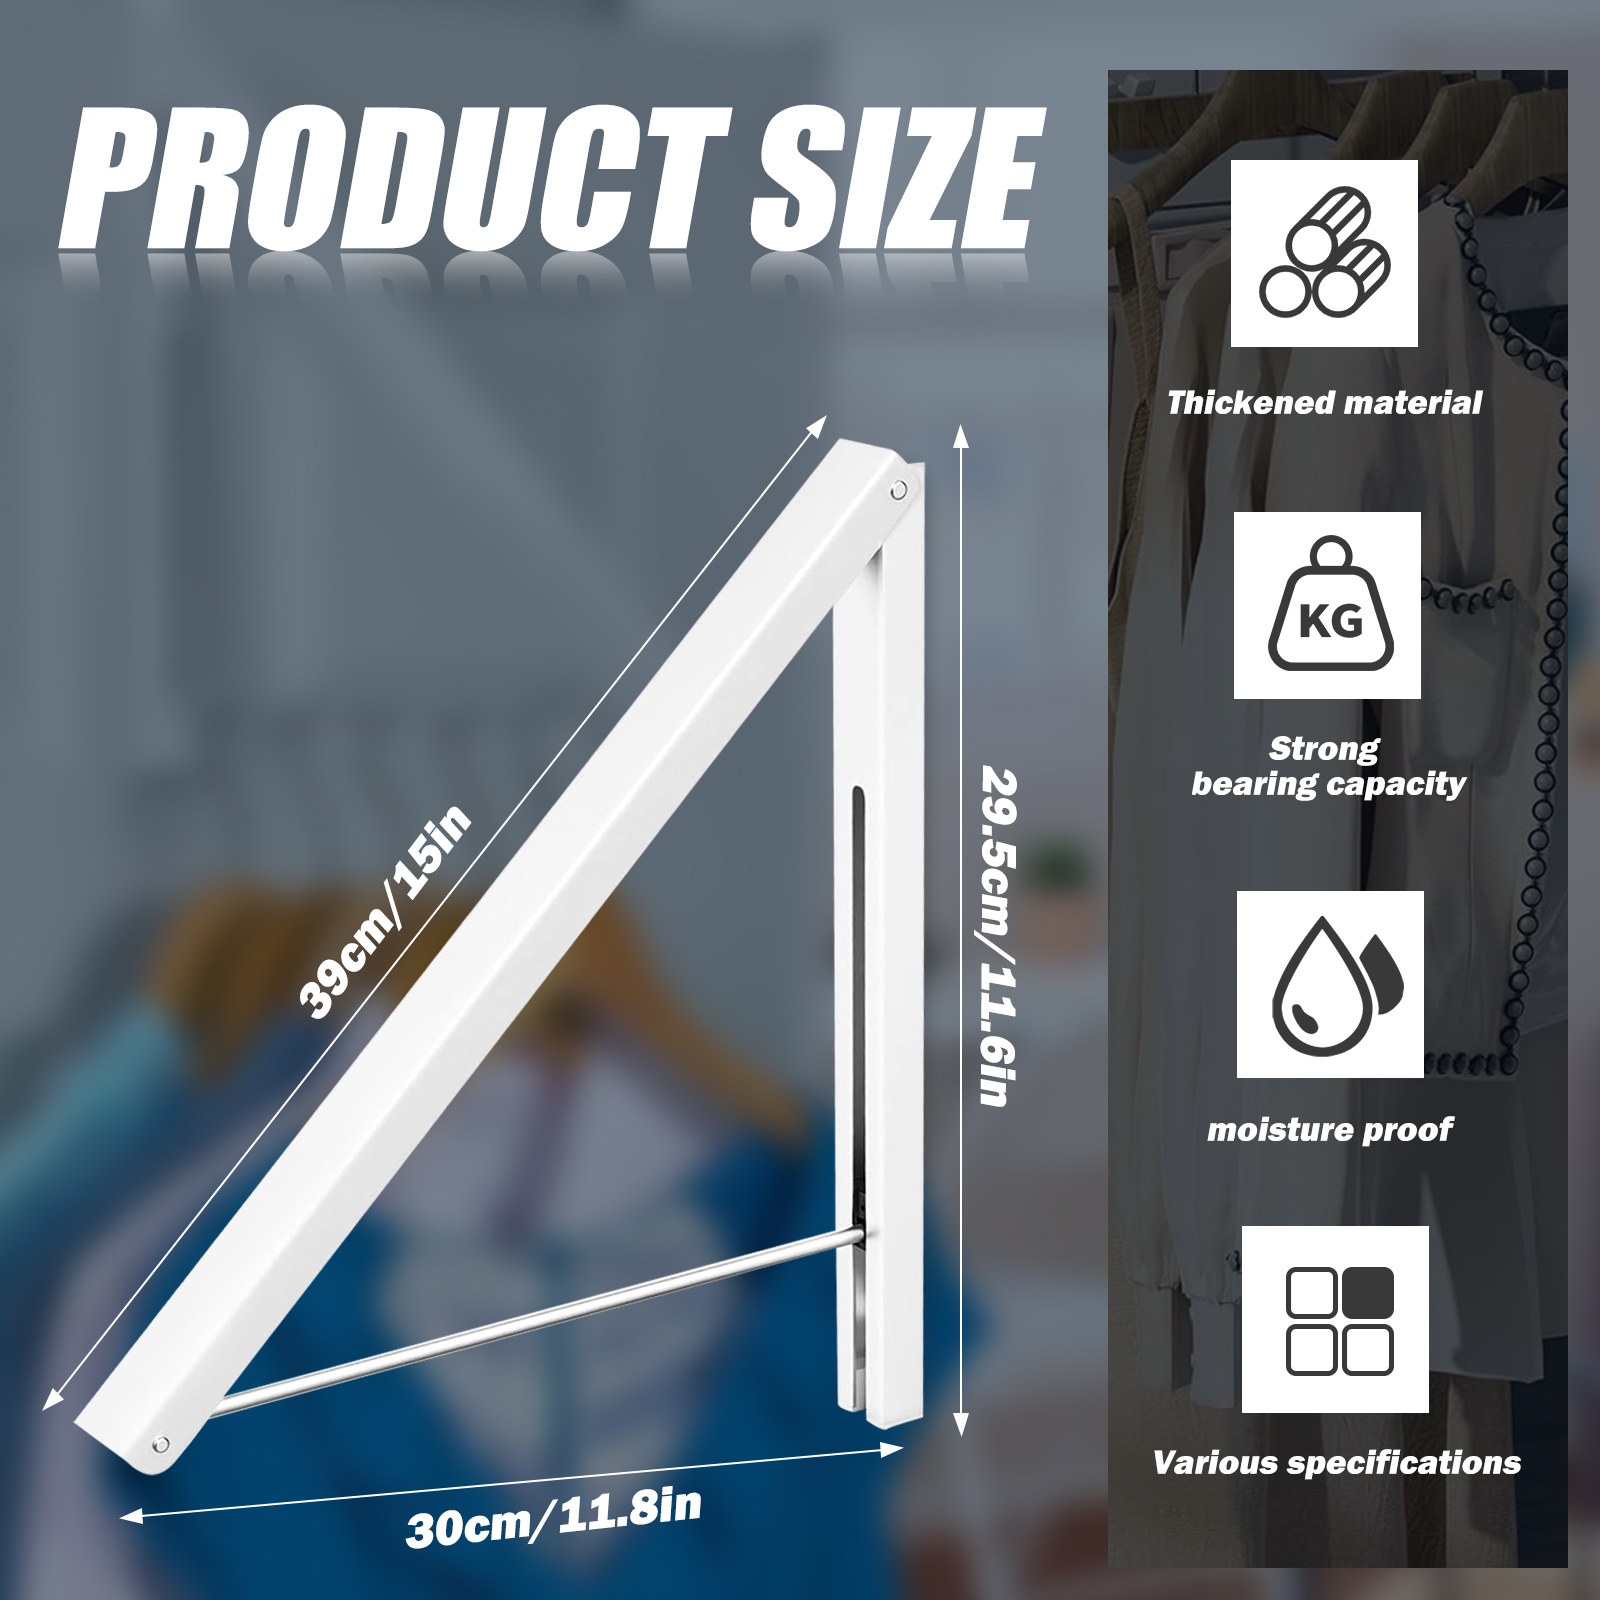 PRODUCT SIZE
39cm/15in
29.5cm/11.6in
30cm/11.8in
Thickened material
KG
Strong
bearing capacity
moisture proof
Various specifications